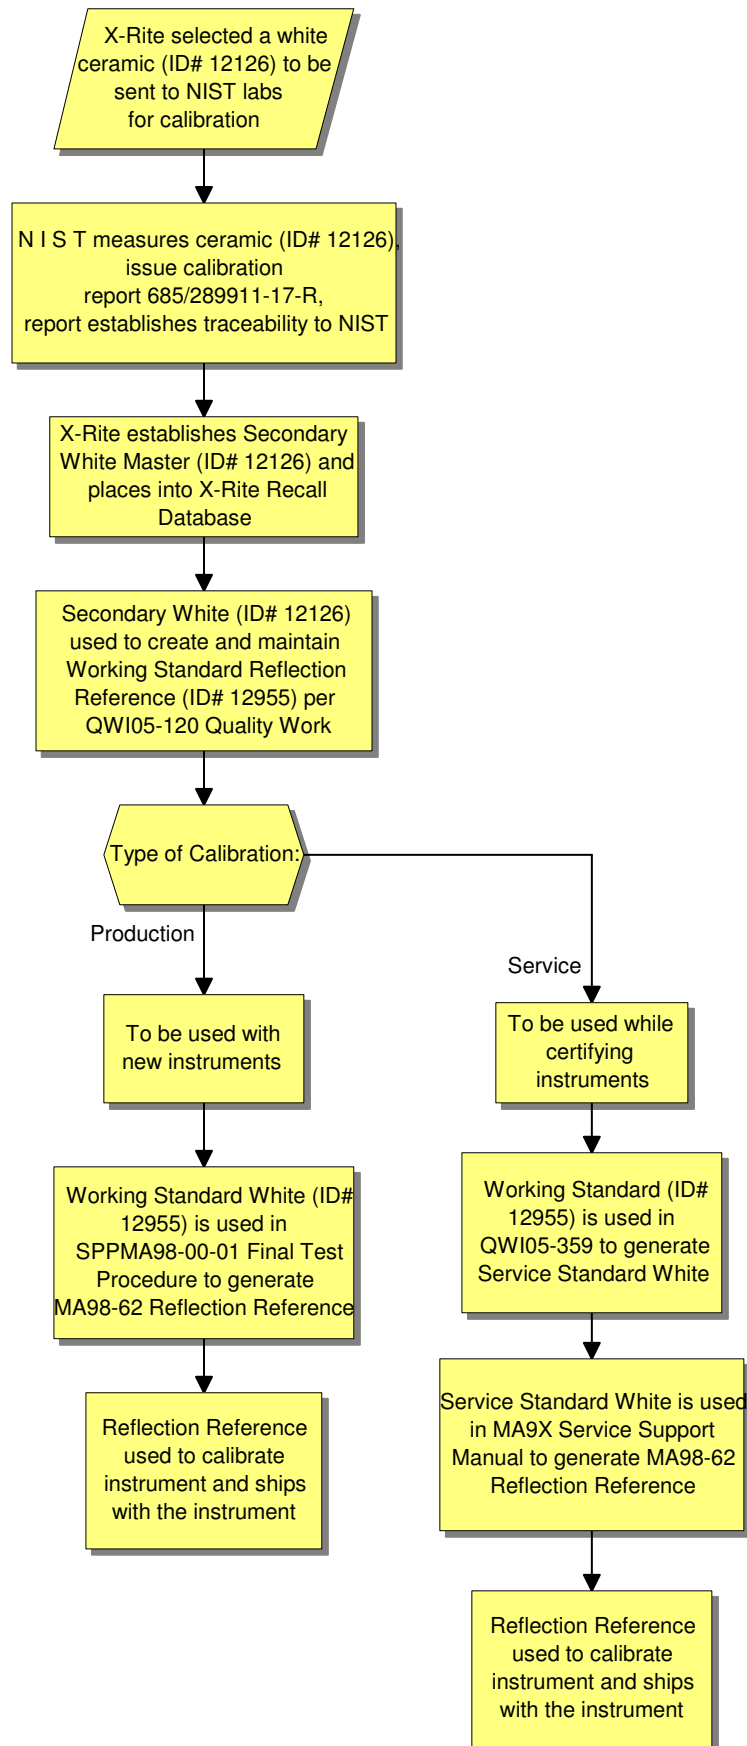 X-Rite selected a white
ceramic (ID# 12126) to be
sent to NIST labs
for calibration
N I S T measures ceramic (ID# 12126),
issue calibration
report 685/289911-17-R,
report establishes traceability to NIST
X-Rite establishes Secondary
White Master (ID# 12126) and
places into X-Rite Recall
Database
Secondary White (ID# 12126)
used to create and maintain
Working Standard Reflection
Reference (ID# 12955) per
QWI05-120 Quality Work
Type of Calibration:
Production
Service
To be used with
new instruments
To be used while
certifying
instruments
Working Standard White (ID#
12955) is used in
SPPMA98-00-01 Final Test
Procedure to generate
MA98-62 Reflection Reference
Working Standard (ID#
12955) is used in
QWI05-359 to generate
Service Standard White
Reflection Reference
used to calibrate
instrument and ships
with the instrument
Service Standard White is used
in MA9X Service Support
Manual to generate MA98-62
Reflection Reference
Reflection Reference
used to calibrate
instrument and ships
with the instrument